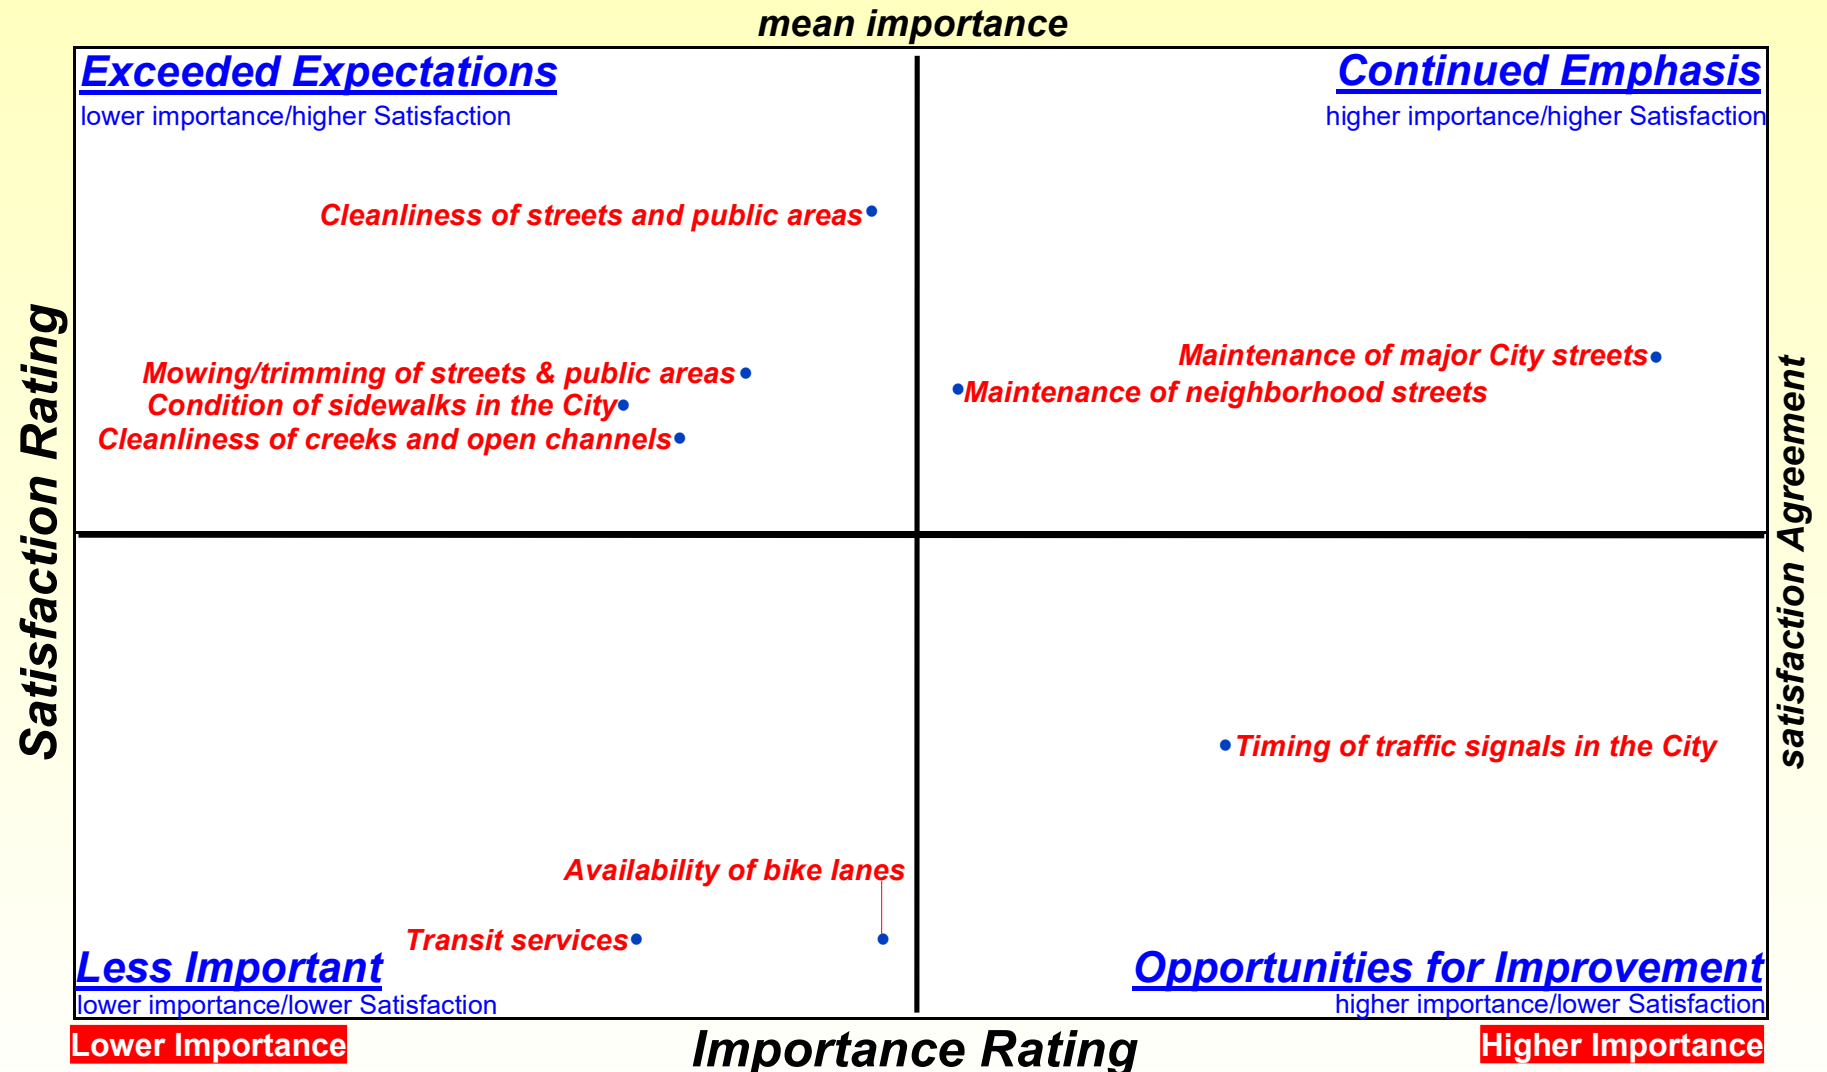 mean importance
Exceeded Expectations
lower importance/higher Satisfaction
Continued Emphasis
higher importance/higher Satisfaction
Cleanliness of streets and public areas
Maintenance of major City streets
Mowing/trimming of streets & public areas
Maintenance of neighborhood streets
Condition of sidewalks in the City
Cleanliness of creeks and open channels
Satisfaction Rating
satisfaction Agreement
Timing of traffic signals in the City
Availability of bike lanes
Transit services
Less Important
lower importance/lower Satisfaction
Opportunities for Improvement
higher importance/lower Satisfaction
Lower Importance
Importance Rating
Higher Importance